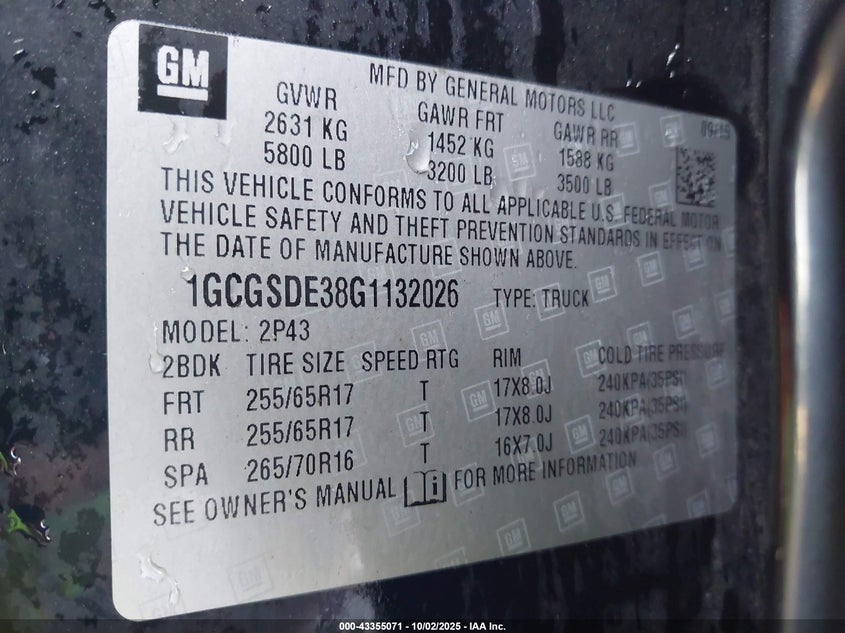 GM
MFD BY GENERAL MOTORS LLC
GVWR GAWR FRT GAWR RR 09/15
2631 KG 1452 KG 1588 KG
5800 LB 3200 LB 3500 LB
THIS VEHICLE CONFORMS TO ALL APPLICABLE U.S. FEDERAL MOTOR
VEHICLE SAFETY AND THEFT PREVENTION STANDARDS IN EFFECT ON
THE DATE OF MANUFACTURE SHOWN ABOVE.
1GCGSDE38G1132026 TYPE: TRUCK
MODEL: 2P43
2BDK TIRE SIZE SPEED RTG RIM COLD TIRE PRESSURE
FRT 255/65R17 T 17X8.0J 240KPA(35PSI)
RR 255/65R17 T 17X8.0J 240KPA(35PSI)
SPA 265/70R16 T 16X7.0J 240KPA(35PSI)
SEE OWNER'S MANUAL i FOR MORE INFORMATION
000-43355071 - 10/02/2025 - IAA Inc.